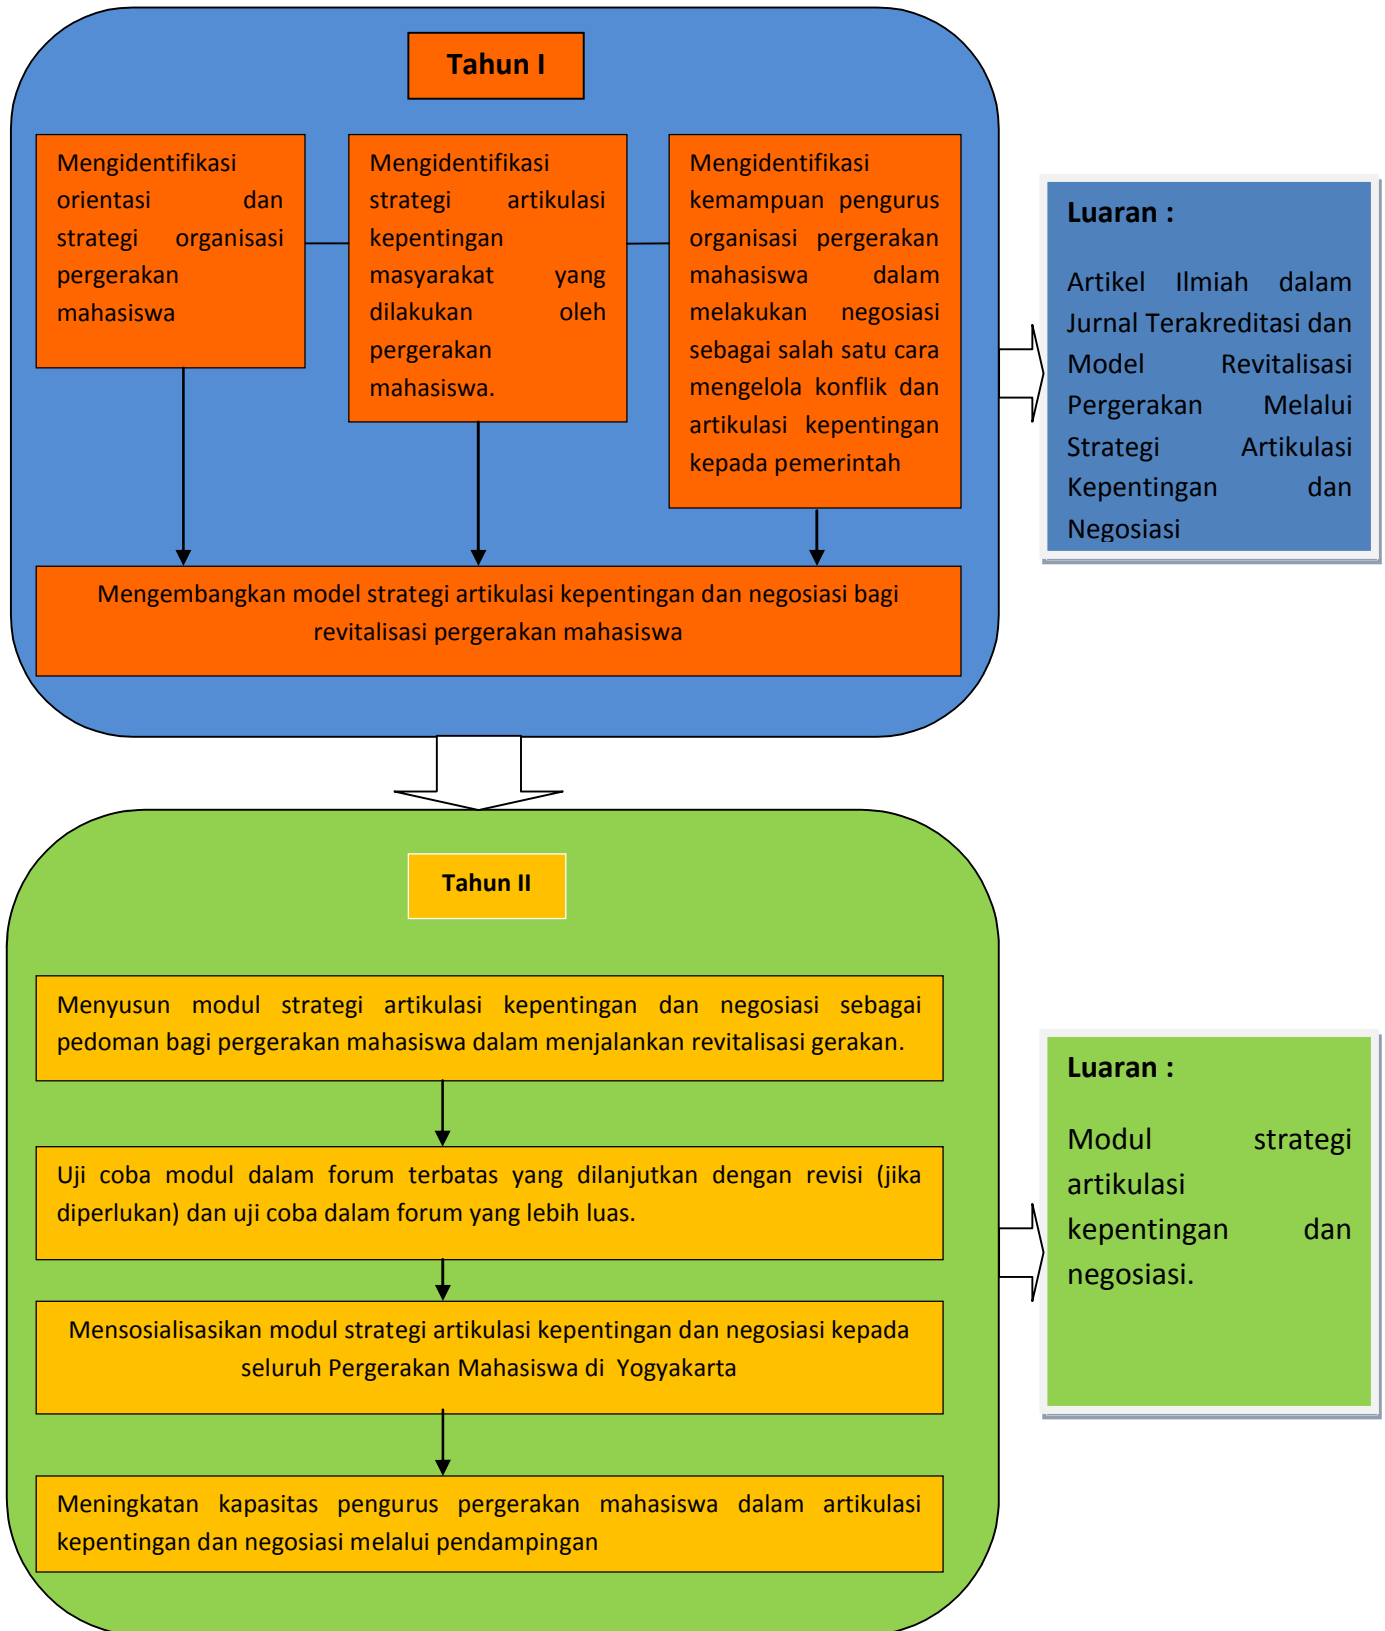 Tahun I
Mengidentifikasi
orientasi dan
strategi organisasi
pergerakan
mahasiswa
Mengidentifikasi
strategi artikulasi
kepentingan
masyarakat yang
dilakukan oleh
pergerakan
mahasiswa.
Mengidentifikasi
kemampuan pengurus
organisasi pergerakan
mahasiswa dalam
melakukan negosiasi
sebagai salah satu cara
mengelola konflik dan
artikulasi kepentingan
kepada pemerintah
Mengembangkan model strategi artikulasi kepentingan dan negosiasi bagi
revitalisasi pergerakan mahasiswa
Luaran :
Artikel Ilmiah dalam
Jurnal Terakreditasi dan
Model Revitalisasi
Pergerakan Melalui
Strategi Artikulasi
Kepentingan dan
Negosiasi
Tahun II
Menyusun modul strategi artikulasi kepentingan dan negosiasi sebagai
pedoman bagi pergerakan mahasiswa dalam menjalankan revitalisasi gerakan.
Uji coba modul dalam forum terbatas yang dilanjutkan dengan revisi (jika
diperlukan) dan uji coba dalam forum yang lebih luas.
Mensosialisasikan modul strategi artikulasi kepentingan dan negosiasi kepada
seluruh Pergerakan Mahasiswa di Yogyakarta
Meningkatan kapasitas pengurus pergerakan mahasiswa dalam artikulasi
kepentingan dan negosiasi melalui pendampingan
Luaran :
Modul strategi
artikulasi
kepentingan dan
negosiasi.